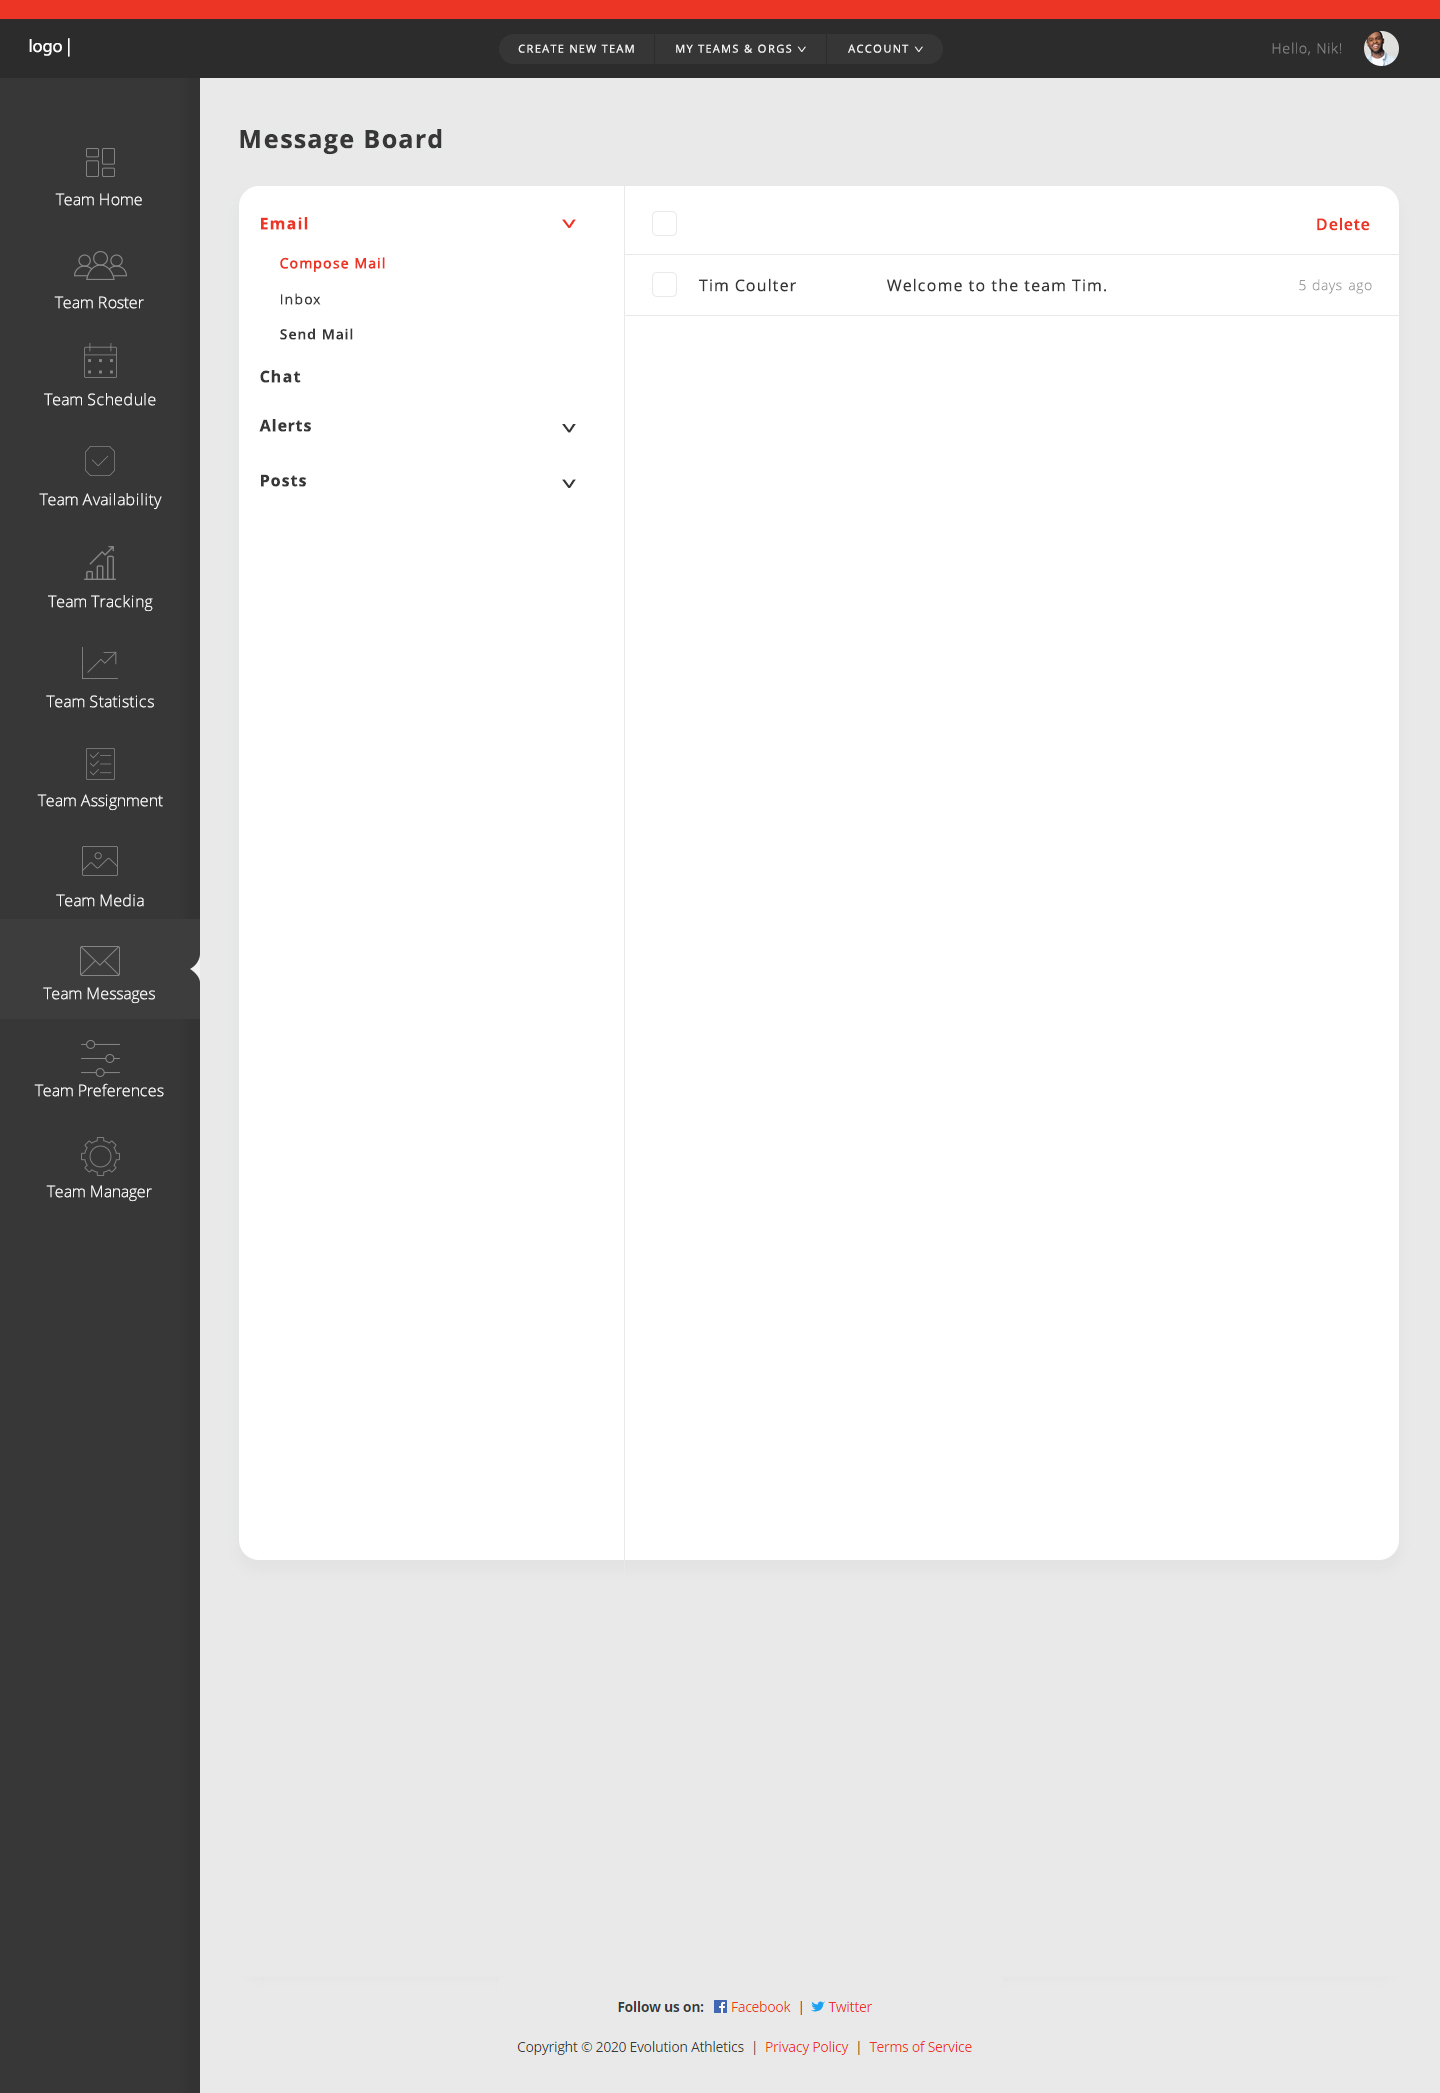 logo |
CREATE NEW TEAM
MY TEAMS & ORGS
ACCOUNT
Hello, Nik!
Team Home
Team Roster
Team Schedule
Team Availability
Team Tracking
Team Statistics
Team Assignment
Team Media
Team Messages
Team Preferences
Team Manager
Message Board
Email
Compose Mail
Inbox
Send Mail
Chat
Alerts
Posts
Delete
Tim Coulter Welcome to the team Tim. 5 days ago
Follow us on: Facebook | Twitter
Copyright © 2020 Evolution Athletics | Privacy Policy | Terms of Service